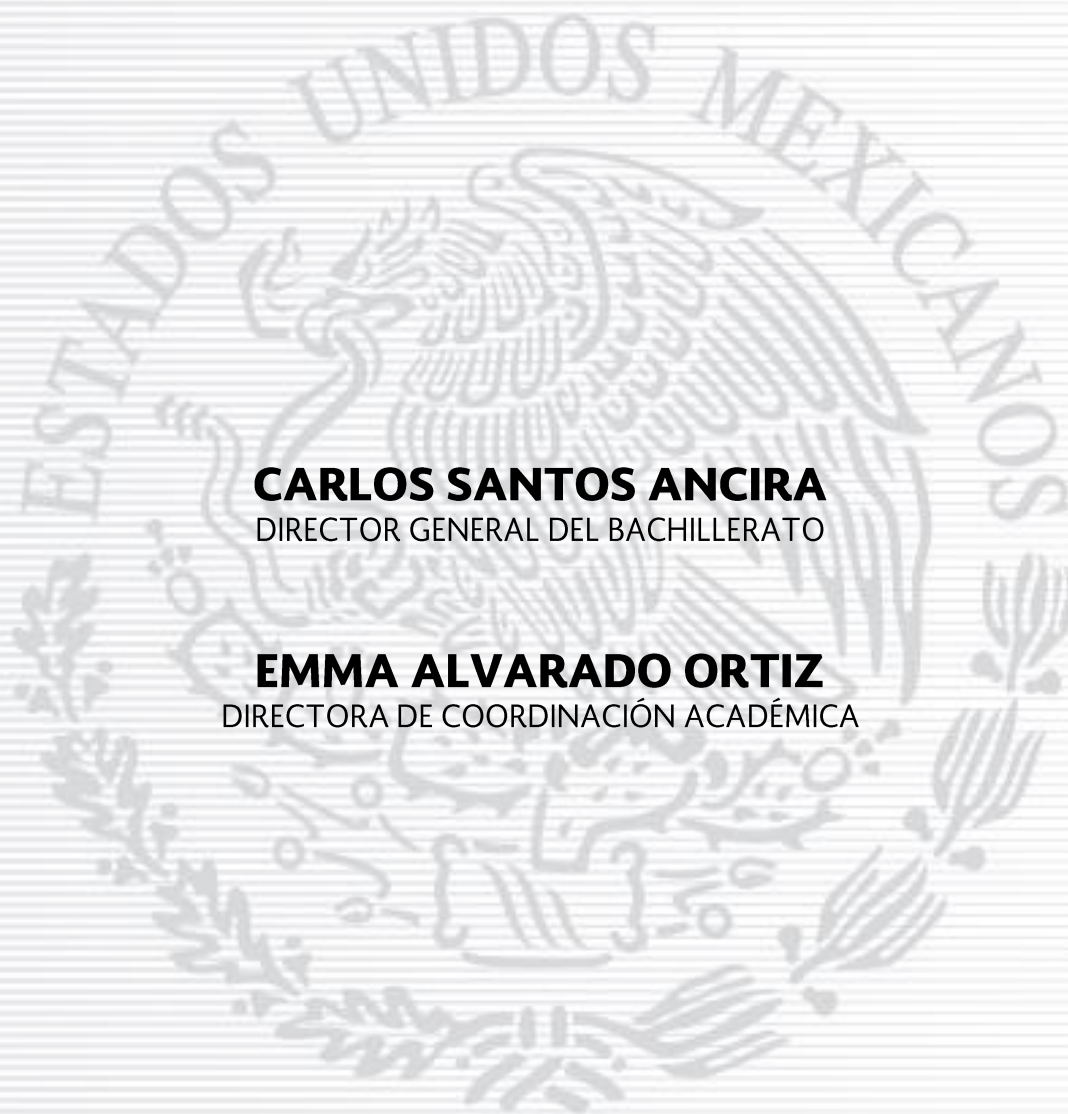 ESTADOS UNIDOS MEXICANOS
CARLOS SANTOS ANCIRA
DIRECTOR GENERAL DEL BACHILLERATO
EMMA ALVARADO ORTIZ
DIRECTORA DE COORDINACIÓN ACADÉMICA